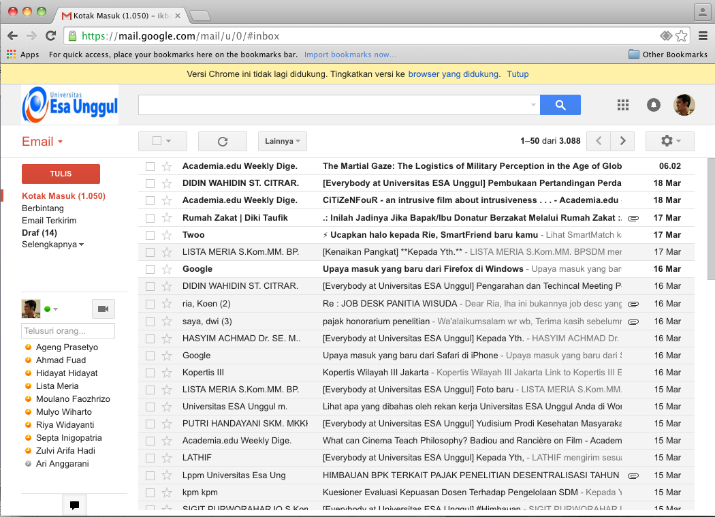 Kotak Masuk (1.050) – ikb
https://mail.google.com/mail/u/0/#inbox
Apps For quick access, place your bookmarks here on the bookmarks bar. Import bookmarks now... Other Bookmarks
Versi Chrome ini tidak lagi didukung. Tingkatkan versi ke browser yang didukung. Tutup
Universitas
Esa Unggul
Email Lainnya 1–50 dari 3.088
TULIS
Kotak Masuk (1.050)
Berbintang
Email Terkirim
Draf (14)
Selengkapnya
Telusuri orang...
Ageng Prasetyo
Ahmad Fuad
Hidayat Hidayat
Lista Meria
Moulano Faozhrizo
Mulyo Wiharto
Riya Widayanti
Septa Inigopatria
Zulvi Arifa Hadi
Ari Anggarani
Academia.edu Weekly Dige. The Martial Gaze: The Logistics of Military Perception in the Age of Glob 06.02
DIDIN WAHIDIN ST. CITRAR. [Everybody at Universitas ESA Unggul] Pembukaan Pertandingan Perda 18 Mar
Academia.edu Weekly Dige. CiTiZeNFouR - an intrusive film about intrusiveness . . . - Academia.edu 18 Mar
Rumah Zakat | Diki Taufik .: Inilah Jadinya Jika Bapak/Ibu Donatur Berzakat Melalui Rumah Zakat :. 17 Mar
Twoo ⚡ Ucapkan halo kepada Rie, SmartFriend baru kamu - Lihat SmartMatch k 17 Mar
LISTA MERIA S.Kom.MM. BP. [Kenaikan Pangkat] **Kepada Yth.** - LISTA MERIA S.Kom.MM. BPSDM mer 17 Mar
Google Upaya masuk yang baru dari Firefox di Windows - Upaya masuk yang bar 16 Mar
DIDIN WAHIDIN ST. CITRAR. [Everybody at Universitas ESA Unggul] Pengarahan dan Techincal Meeting P 16 Mar
ria, Koen (2) Re : JOB DESK PANITIA WISUDA - Dear Ria, Iha ini bukannya job desc yang 16 Mar
saya, dwi (3) pajak honorarium penelitian - Wa'alaikumsalam wr wb, Terima kasih sebelumr 16 Mar
HASYIM ACHMAD Dr. SE. M.. [Everybody at Universitas ESA Unggul] Kepada Yth. - HASYIM ACHMAD Dr. 16 Mar
Google Upaya masuk yang baru dari Safari di iPhone - Upaya masuk yang baru dari S 16 Mar
Kopertis III Kopertis Wilayah III Jakarta - Kopertis Wilayah III Jakarta Link to Kopertis III E 16 Mar
LISTA MERIA S.Kom.MM. BP. [Everybody at Universitas ESA Unggul] Foto baru - LISTA MERIA S.Kom.MM. 15 Mar
Universitas ESA Unggul m. Lihat apa yang dibahas oleh rekan kerja Universitas ESA Unggul Anda di Wor 15 Mar
PUTRI HANDAYANI SKM. MKKK [Everybody at Universitas ESA Unggul] Yudisium Prodi Kesehatan Masyaraka 15 Mar
Academia.edu Weekly Dige. What can Cinema Teach Philosophy? Badiou and Rancière on Film - Academ 15 Mar
LATHIF [Everybody at Universitas ESA Unggul] Kepada Yth, - LATHIF mengirim sesua 15 Mar
Lppm Universitas Esa Ung HIMBAUAN BPK TERKAIT PAJAK PENELITIAN DESENTRALISASI TAHUN 15 Mar
kpm kpm Kuesioner Evaluasi Kepuasan Dosen Terhadap Pengelolaan SDM - Kepada Y 15 Mar